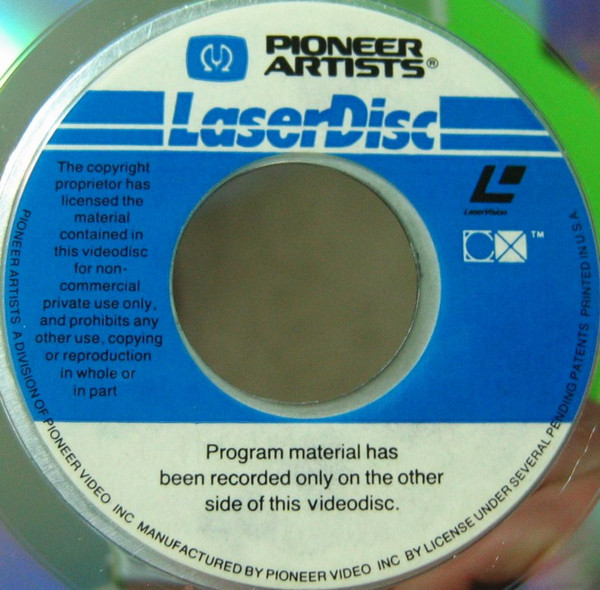 PIONEER
ARTISTS®
LaserDisc
The copyright
proprietor has
licensed the
material
contained in
this videodisc
for non-
commercial
private use only,
and prohibits any
other use, copying
or reproduction
in whole or
in part
LaserVision
™
Program material has
been recorded only on the other
side of this videodisc.
PIONEER ARTISTS A DIVISION OF PIONEER VIDEO INC MANUFACTURED BY PIONEER VIDEO INC BY LICENSE UNDER SEVERAL PENDING PATENTS PRINTED IN U.S.A